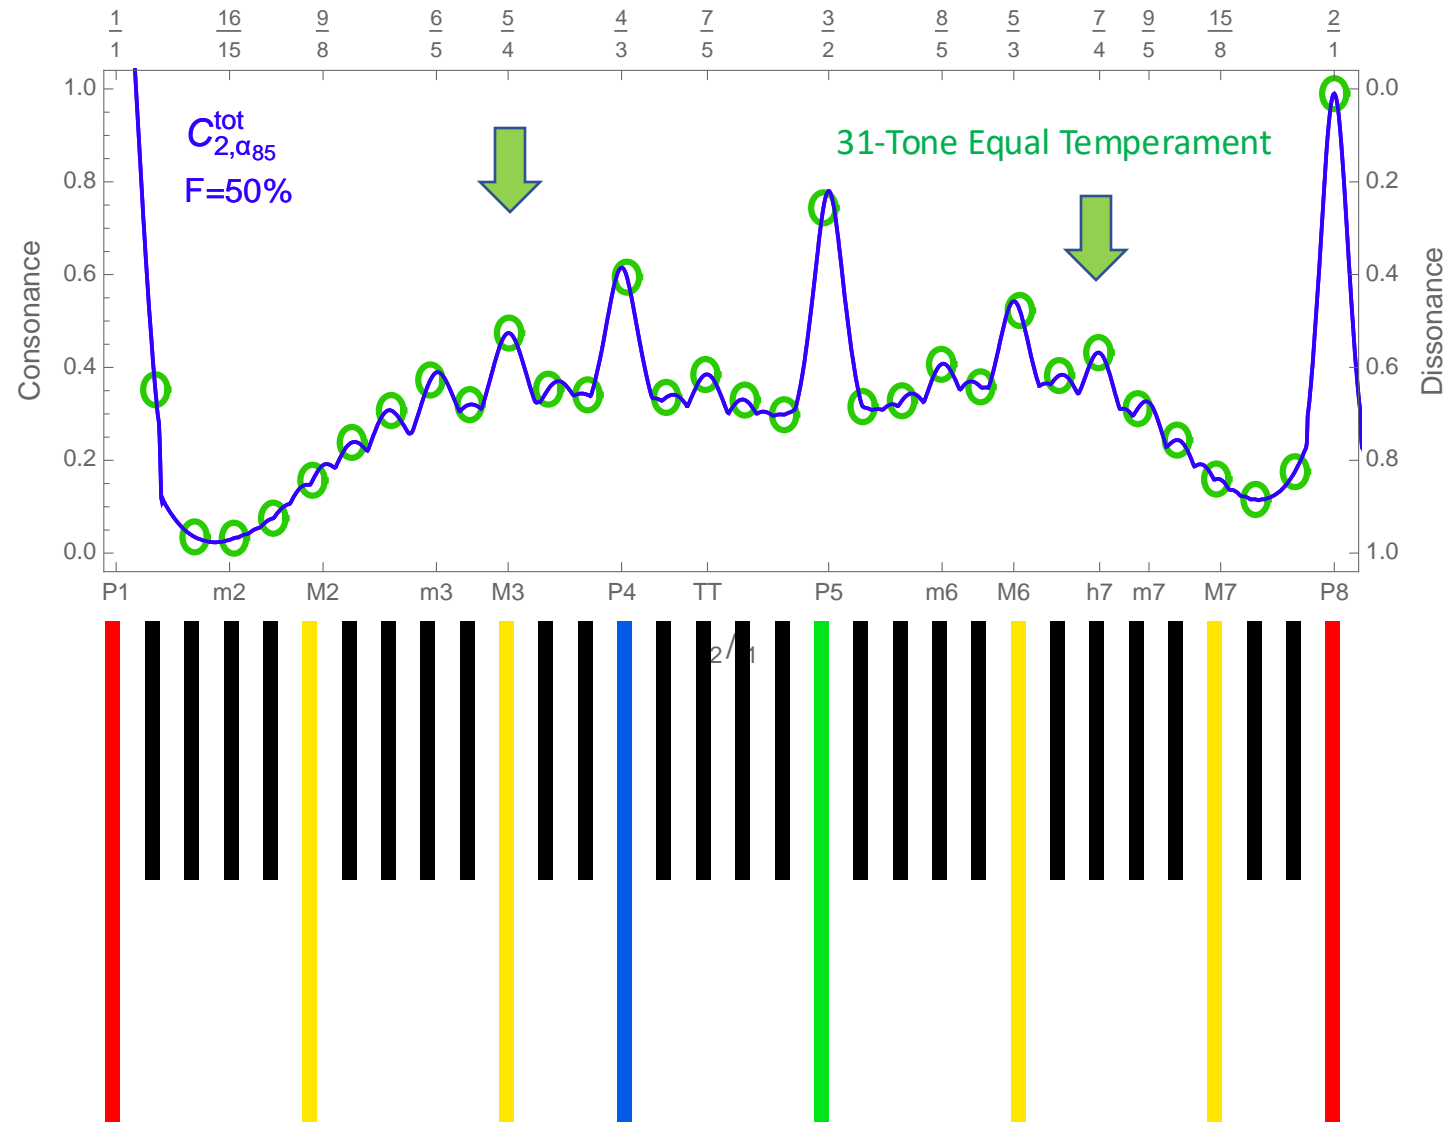 1/1 16/15 9/8 6/5 5/4 4/3 7/5 3/2 8/5 5/3 7/4 9/5 15/8 2/1
C^tot_2,α85
F=50%
31-Tone Equal Temperament
Consonance
1.0
0.8
0.6
0.4
0.2
0.0
Dissonance
0.0
0.2
0.4
0.6
0.8
1.0
P1 m2 M2 m3 M3 P4 TT P5 m6 M6 h7 m7 M7 P8